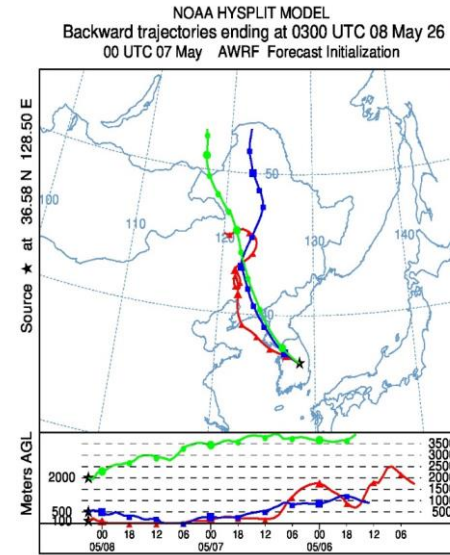 NOAA HYSPLIT MODEL
Backward trajectories ending at 0300 UTC 08 May 26
00 UTC 07 May AWRF Forecast Initialization
Source ★ at 36.58 N 128.50 E
100
110
120
130
140
50
Meters AGL
2000
500
100
3500
3000
2500
2000
1500
1000
500
00 18 12 06 00 18 12 06 00 18 12 06
05/08 05/07 05/06